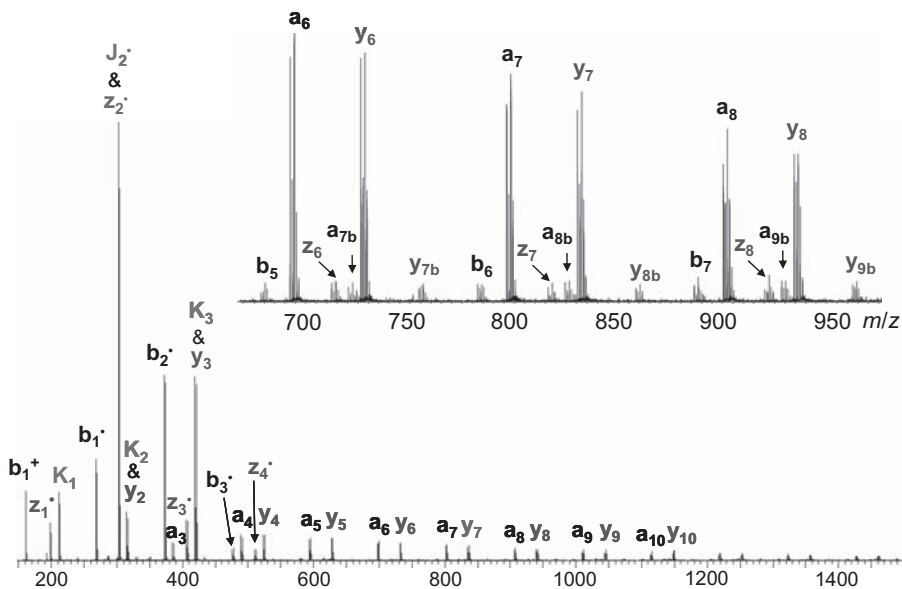 a₆
y₆
a₇
y₇
a₈
y₈
b₅
z₆
a₇b
y₇b
b₆
z₇
a₈b
y₈b
b₇
z₈
a₉b
y₉b
700 750 800 850 900 950 m/z
J₂•
&
z₂•
b₁⁺
z₁•
K₁
b₁•
K₂
&
y₂
b₂•
a₃
z₃•
K₃
&
y₃
b₃•
a₄
z₄•
y₄
a₅ y₅
a₆ y₆
a₇ y₇
a₈ y₈
a₉ y₉
a₁₀ y₁₀
200 400 600 800 1000 1200 1400